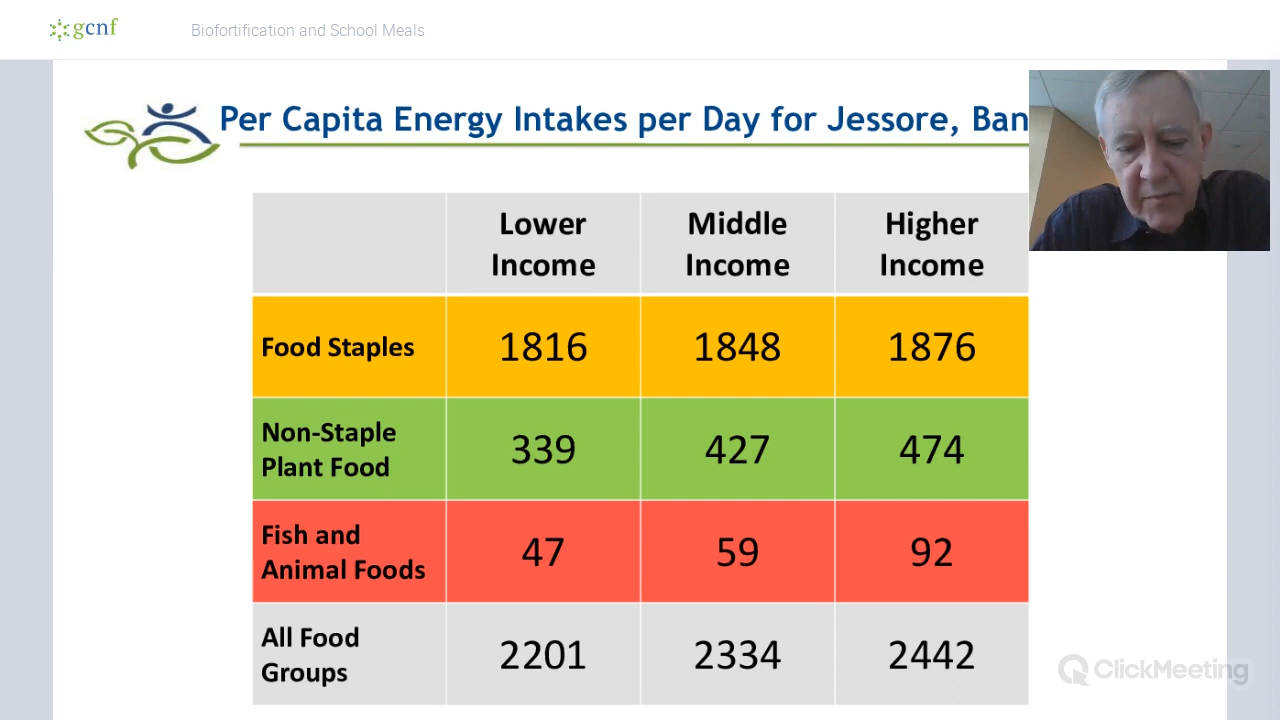 gcnf
Biofortification and School Meals
Per Capita Energy Intakes per Day for Jessore, Ban
Lower Income
Middle Income
Higher Income
Food Staples
1816
1848
1876
Non-Staple
Plant Food
339
427
474
Fish and
Animal Foods
47
59
92
All Food
Groups
2201
2334
2442
ClickMeeting